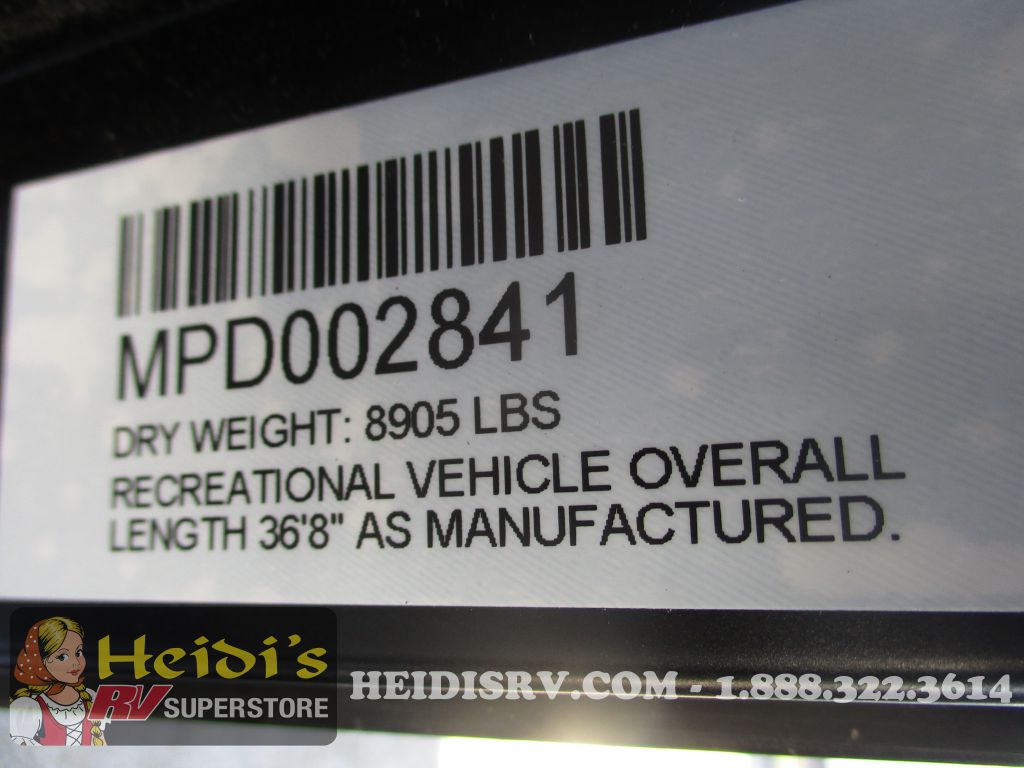 MPD002841
DRY WEIGHT: 8905 LBS
RECREATIONAL VEHICLE OVERALL
LENGTH 36'8" AS MANUFACTURED.
Heidi's
RV SUPERSTORE
HEIDISRV.COM - 1.888.322.3614